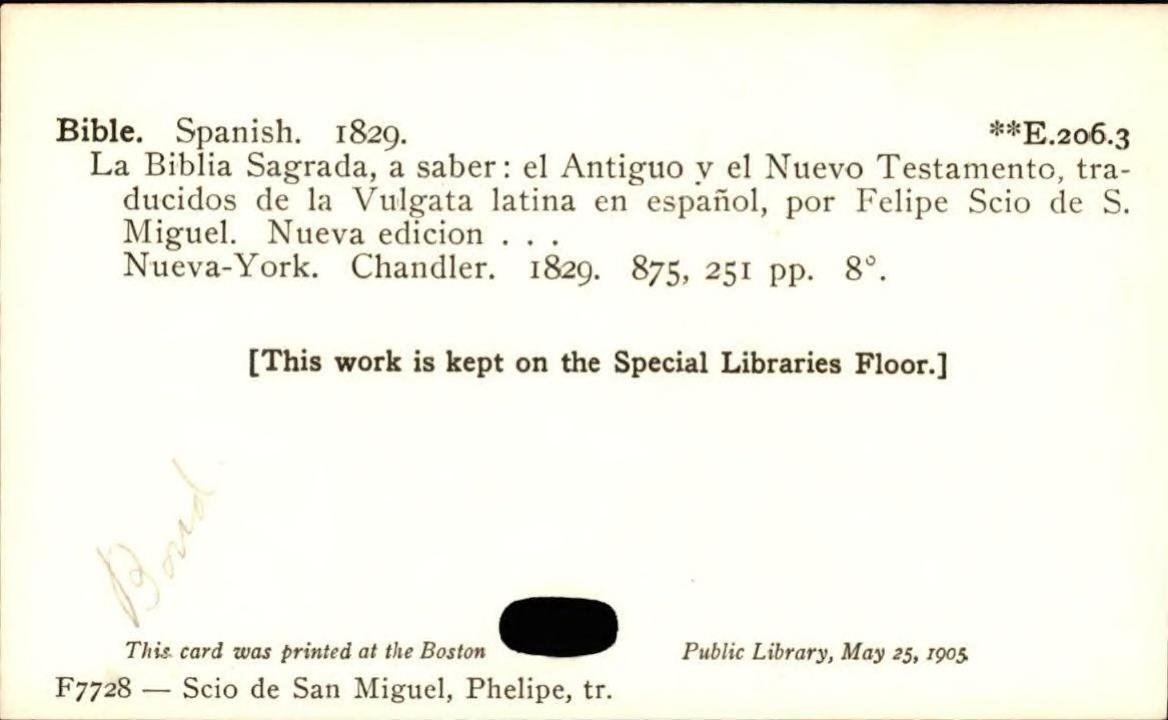 Bible. Spanish. 1829. **E.206.3
La Biblia Sagrada, a saber: el Antiguo y el Nuevo Testamento, tra-
ducidos de la Vulgata latina en español, por Felipe Scio de S.
Miguel. Nueva edicion . . .
Nueva-York. Chandler. 1829. 875, 251 pp. 8°.
[This work is kept on the Special Libraries Floor.]
Bond
This card was printed at the Boston Public Library, May 25, 1905.
F7728 — Scio de San Miguel, Phelipe, tr.